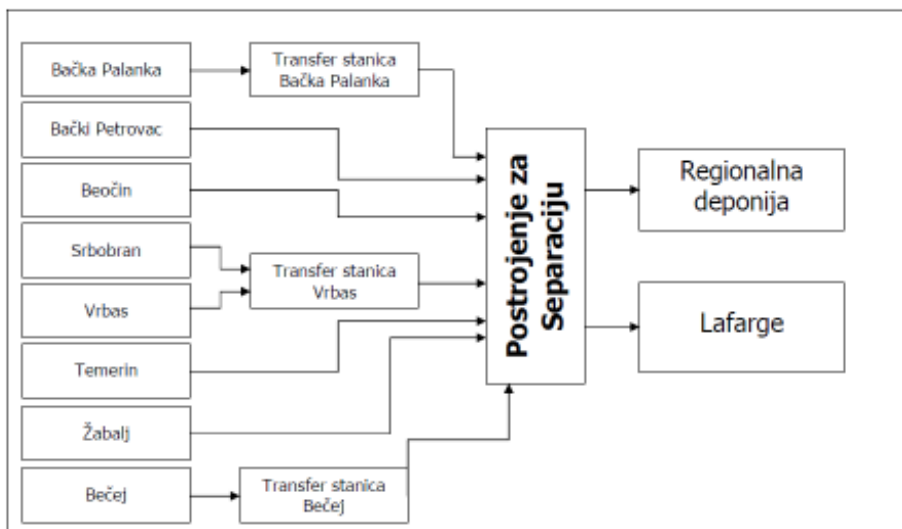 Bačka Palanka
Transfer stanica
Bačka Palanka
Bački Petrovac
Beočin
Srbobran
Transfer stanica
Vrbas
Vrbas
Temerin
Žabalj
Bečej
Transfer stanica
Bečej
Postrojenje za
Separaciju
Regionalna
deponija
Lafarge